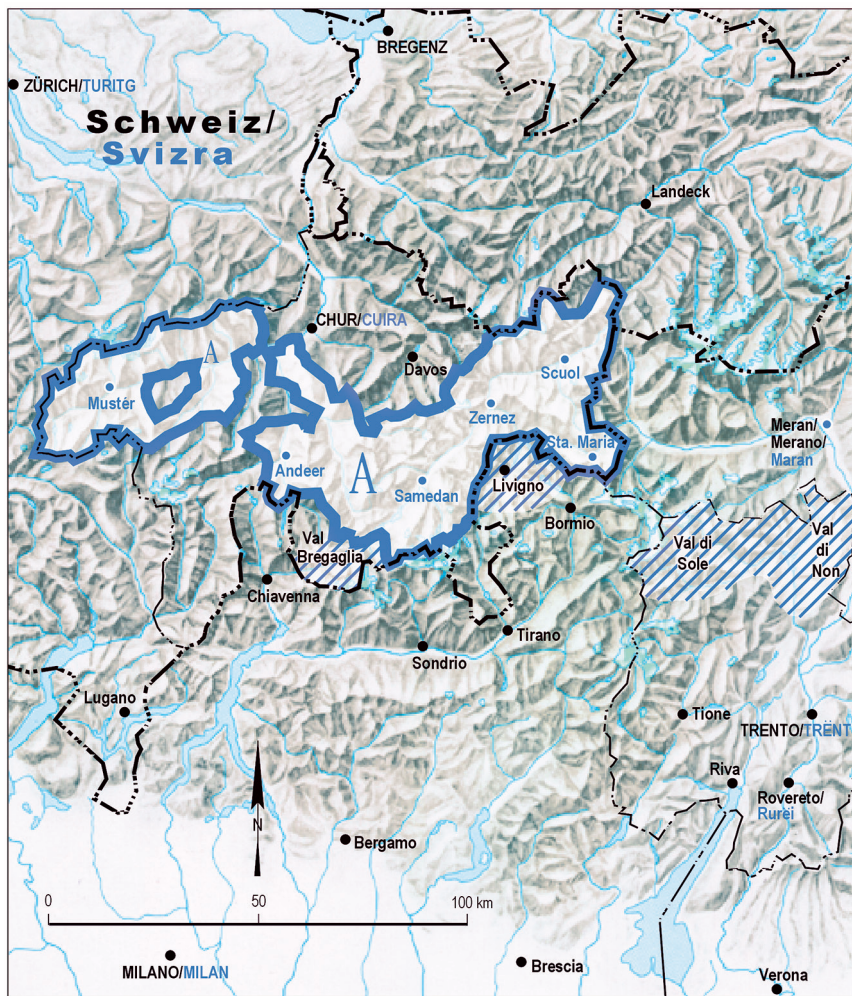 BREGENZ
ZÜRICH/TURITG
Schweiz/
Svizra
Landeck
CHUR/CUIRA
A
Davos
Scuol
Mustér
Zernez
Meran/
Merano/
Maran
Sta. Maria
Andeer
A
Livigno
Samedan
Bormio
Val
Bregaglia
Val di
Sole
Val
di
Non
Chiavenna
Tirano
Sondrio
Lugano
Tione
TRENTO/TRËNT
Riva
Rovereto/
Rurëi
N
Bergamo
0 50 100 km
MILANO/MILAN
Brescia
Verona